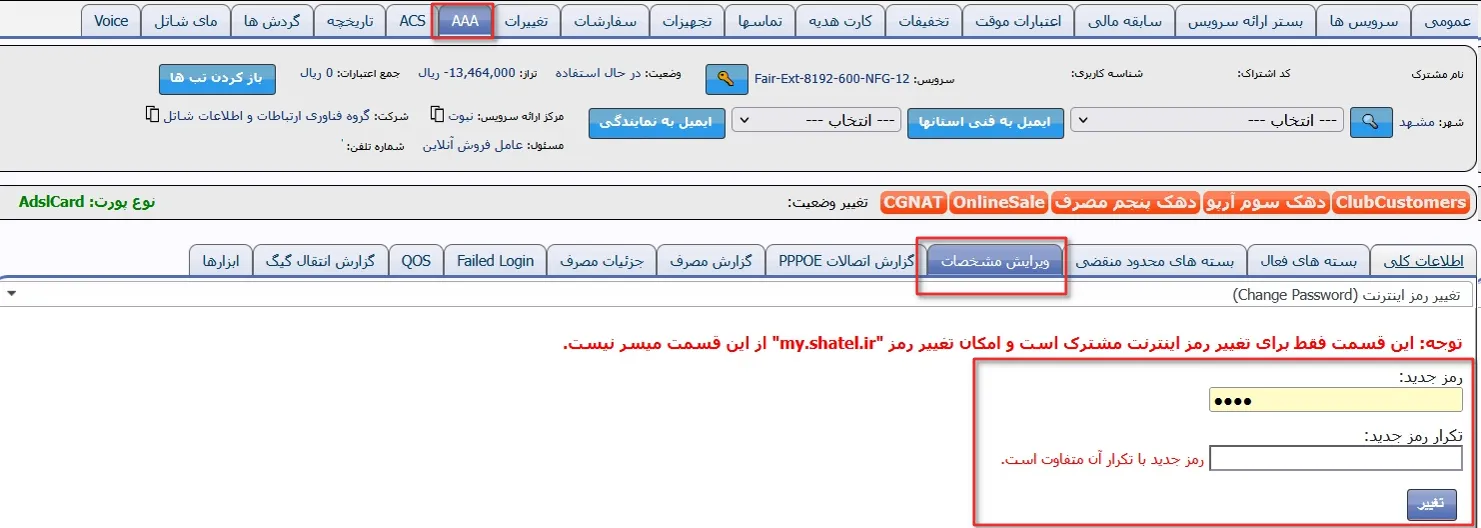 عمومی سرویس ها بستر ارائه سرویس سابقه مالی اعتبارات موقت تخفیفات کارت هدیه تماسها تجهیزات سفارشات تغییرات AAA ACS تاریخچه گردش ها مای شاتل Voice
نام مشترک کد اشتراک: شناسه کاربری: سرویس: Fair-Ext-8192-600-NFG-12 وضعیت: در حال استفاده تراز: 13,464,000- ریال جمع اعتبارات: 0 ریال باز کردن تب ها
شهر: مشهد --- انتخاب --- ایمیل به فنی استانها --- انتخاب --- ایمیل به نمایندگی مرکز ارائه سرویس: نبوت شرکت: گروه فناوری ارتباطات و اطلاعات شاتل
مسئول: عامل فروش آنلاین شماره تلفن:
ClubCustomers دهک سوم آرپو دهک پنجم مصرف OnlineSale CGNAT تغییر وضعیت: نوع پورت: AdslCard
اطلاعات کلی بسته های فعال بسته های محدود منقضی ویرایش مشخصات گزارش اتصالات PPPOE گزارش مصرف جزئیات مصرف Failed Login QOS گزارش انتقال گیگ ابزارها
تغییر رمز اینترنت (Change Password)
توجه: این قسمت فقط برای تغییر رمز اینترنت مشترک است و امکان تغییر رمز "my.shatel.ir" از این قسمت میسر نیست.
رمز جدید:
●●●●
تکرار رمز جدید:
رمز جدید با تکرار آن متفاوت است.
تغییر